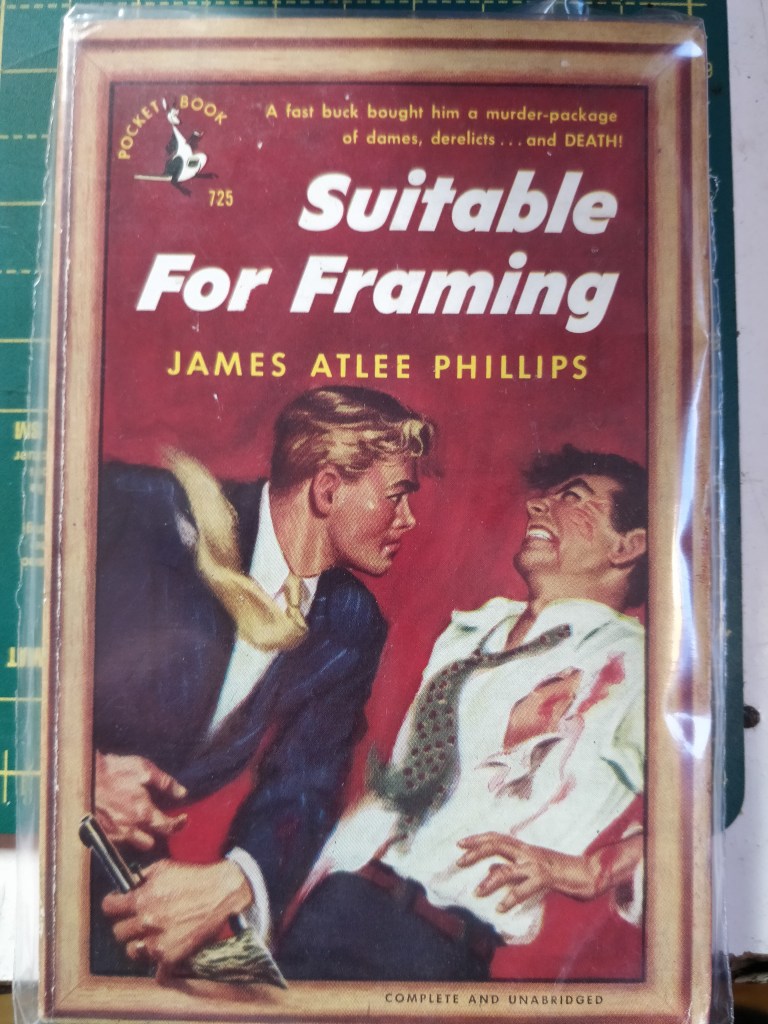 POCKET BOOK
725
A fast buck bought him a murder-package
of dames, derelicts...and DEATH!
Suitable
For Framing
JAMES ATLEE PHILLIPS
COMPLETE AND UNABRIDGED